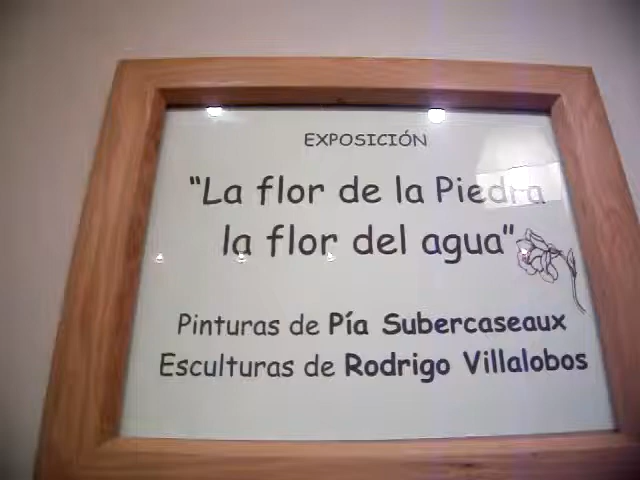 EXPOSICIÓN
"La flor de la Piedra
la flor del agua"
Pinturas de Pía Subercaseaux
Esculturas de Rodrigo Villalobos